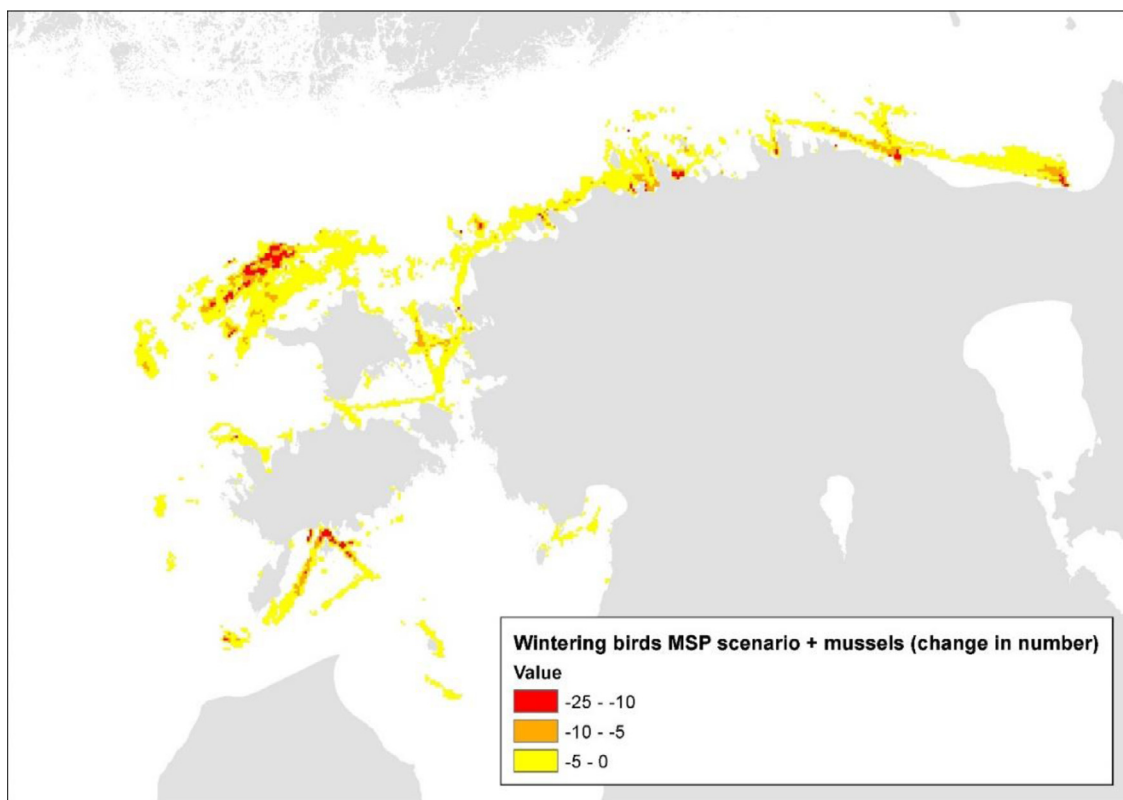 Wintering birds MSP scenario + mussels (change in number)
Value
-25 - -10
-10 - -5
-5 - 0